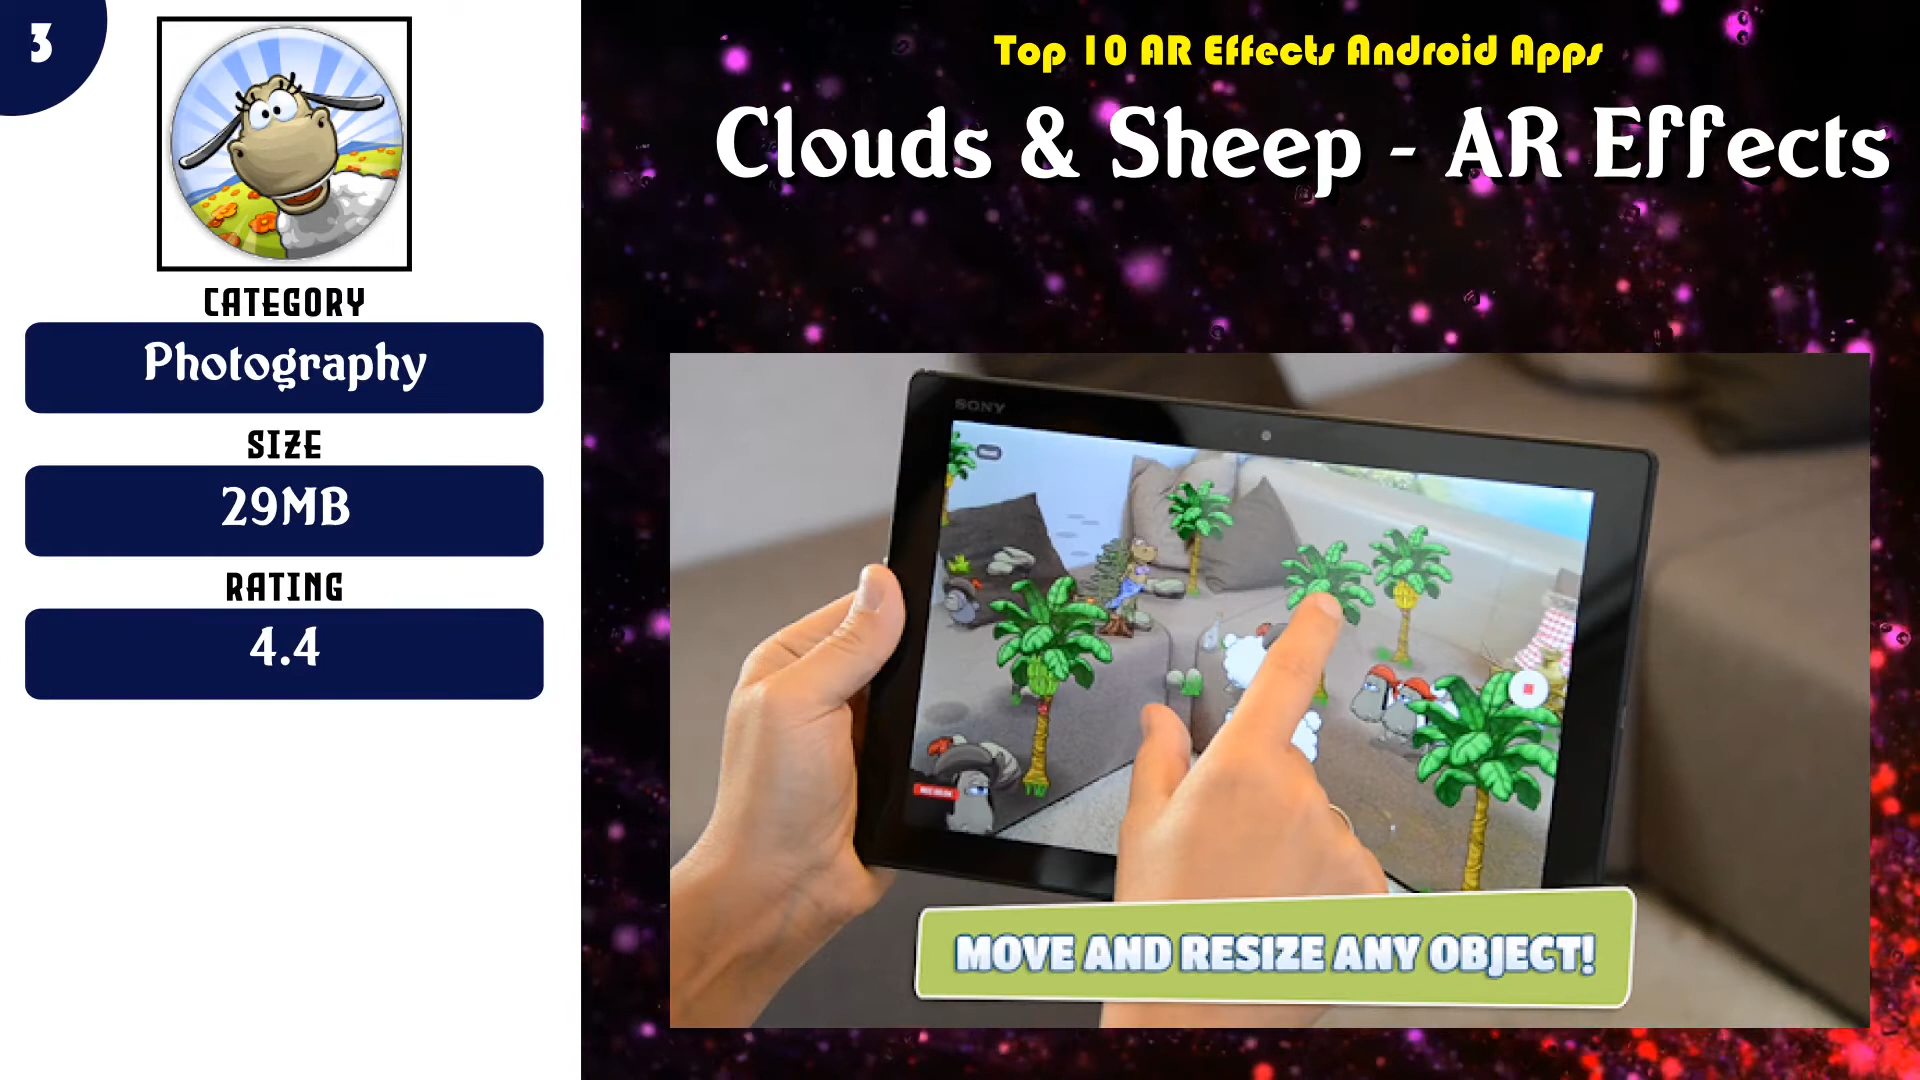 3
CATEGORY
Photography
SIZE
29MB
RATING
4.4
Top 10 AR Effects Android Apps
Clouds & Sheep - AR Effects
SONY
MOVE AND RESIZE ANY OBJECT!